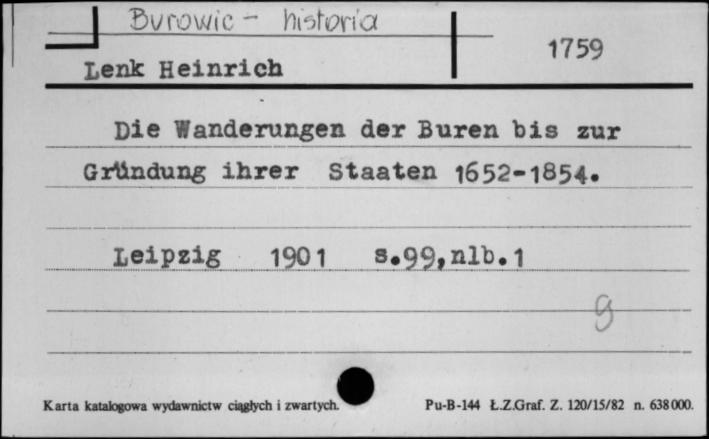 Burowie - historia
1759
Lenk Heinrich
Die Wanderungen der Buren bis zur
Gründung ihrer Staaten 1652-1854.
Leipzig 1901 s.99,nlb.1
g
Karta katalogowa wydawnictw ciągłych i zwartych.
Pu-B-144 Ł.Z.Graf. Z. 120/15/82 n. 638000.